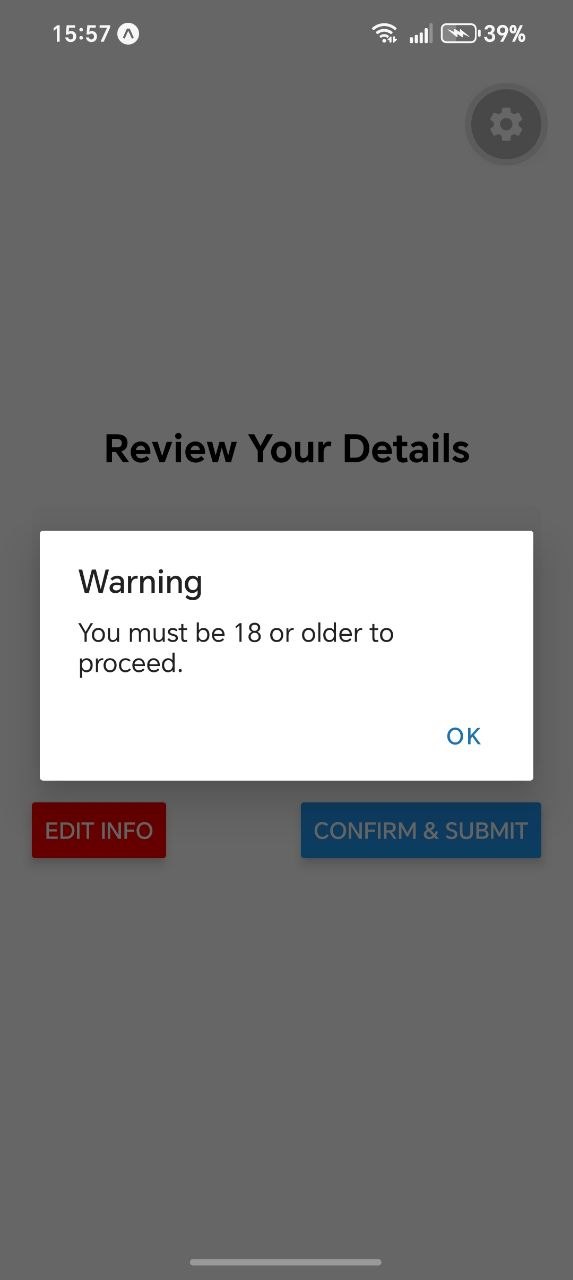 15:57
39%
Review Your Details
Warning
You must be 18 or older to
proceed.
OK
EDIT INFO
CONFIRM & SUBMIT